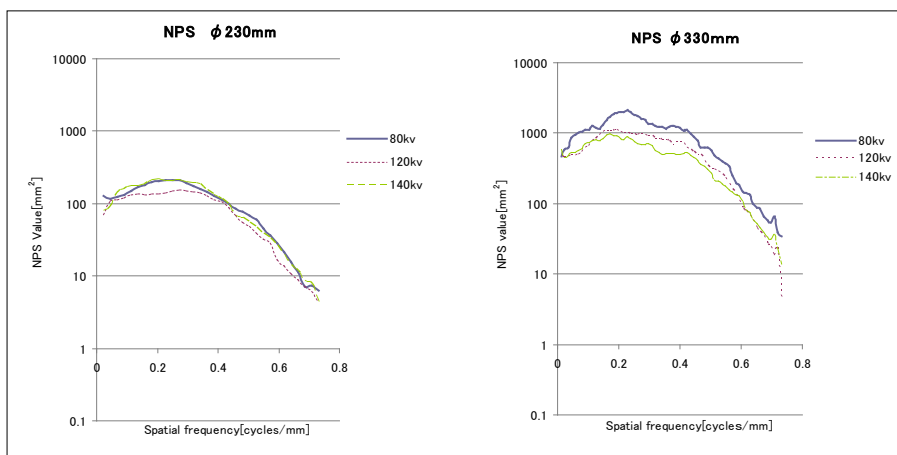 NPS φ230mm
10000
1000
100
10
1
0.1
0
0.2
0.4
0.6
0.8
NPS Value[mm²]
Spatial frequency[cycles/mm]
80kv
120kv
140kv
NPS φ330mm
10000
1000
100
10
1
0.1
0
0.2
0.4
0.6
0.8
NPS value[mm²]
Spatial frequency[cycles/mm]
80kv
120kv
140kv